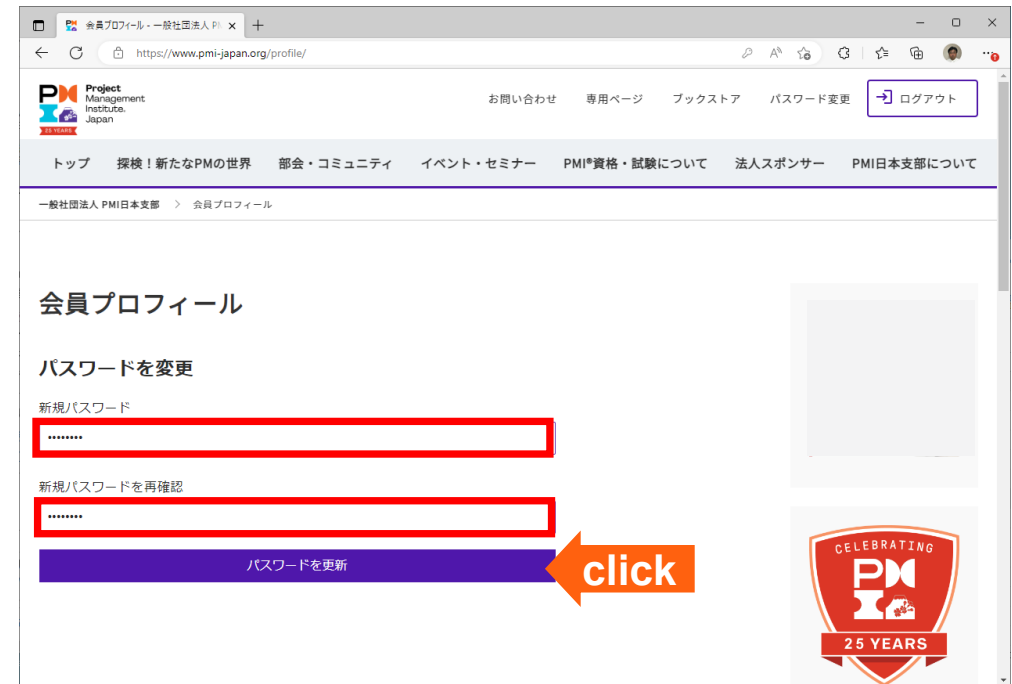 会員プロフィール - 一般社団法人 PM
https://www.pmi-japan.org/profile/
Project
Management
Institute.
Japan
25 YEARS
お問い合わせ 専用ページ ブックストア パスワード変更 ログアウト
トップ 探検！新たなPMの世界 部会・コミュニティ イベント・セミナー PMI®資格・試験について 法人スポンサー PMI日本支部について
一般社団法人 PMI日本支部 > 会員プロフィール
会員プロフィール
パスワードを変更
新規パスワード
••••••••
新規パスワードを再確認
••••••••
パスワードを更新
click
CELEBRATING
PMI
25 YEARS